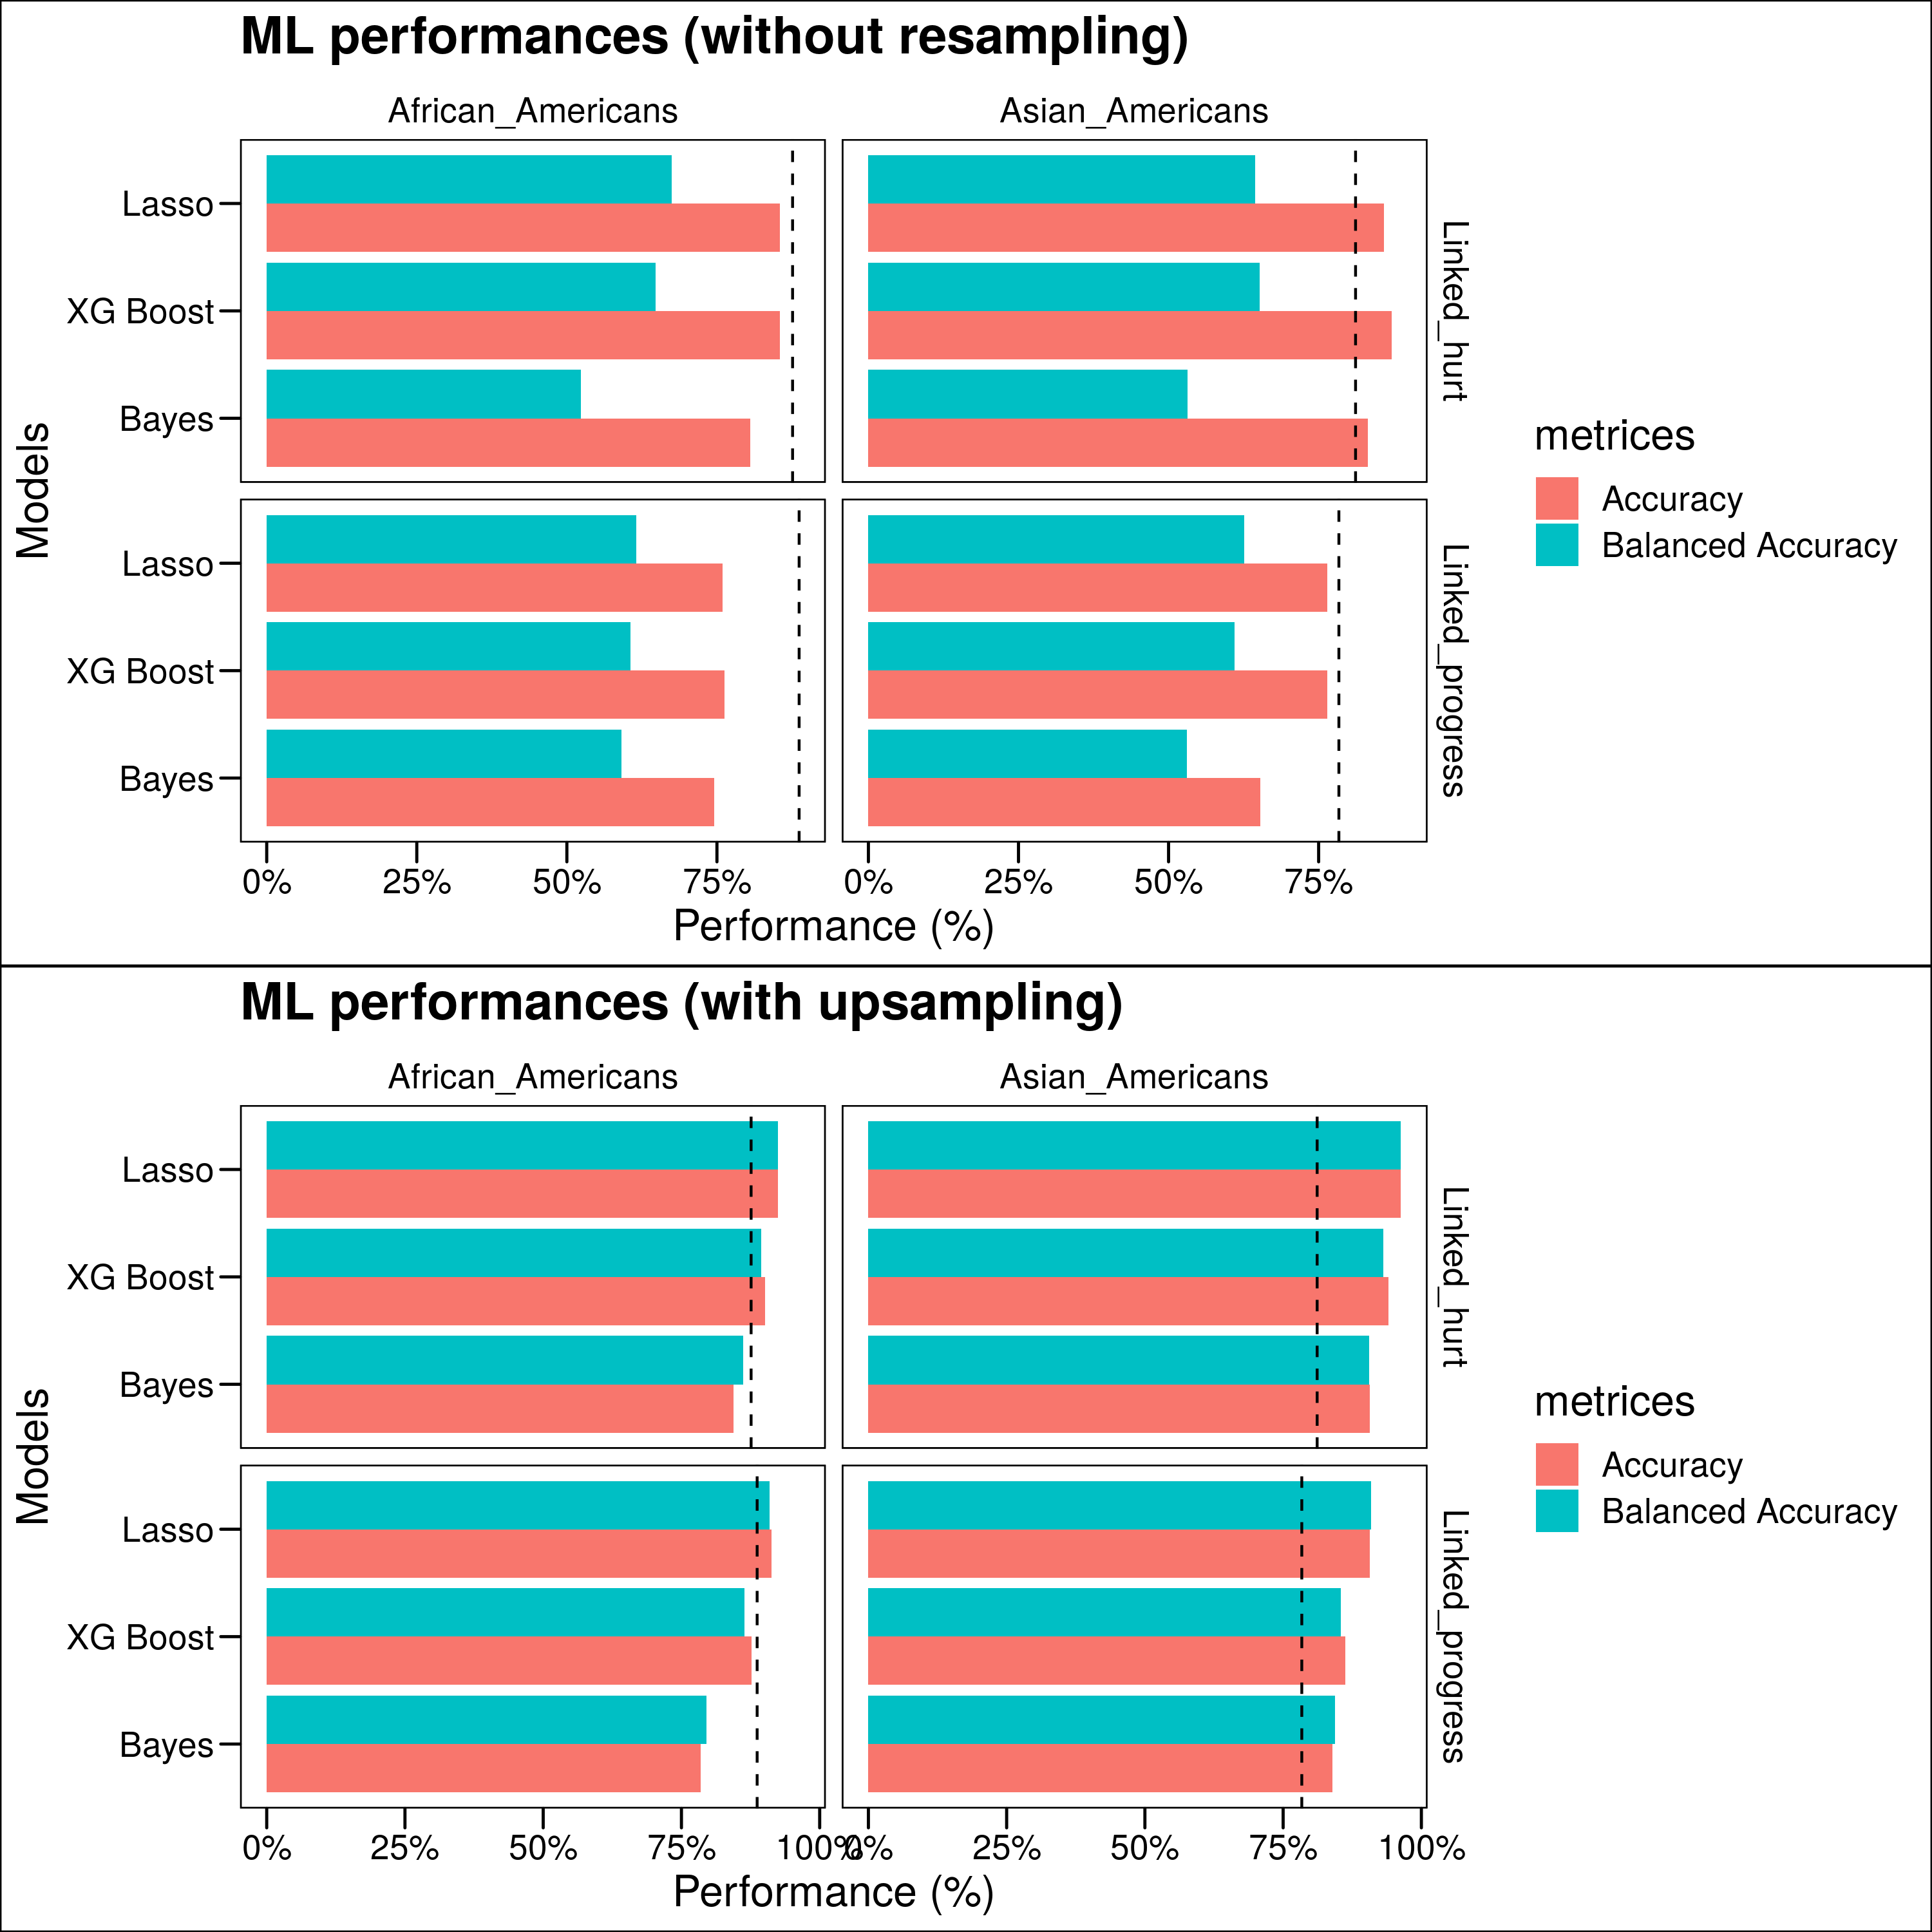 ML performances (without resampling)
African_Americans
Asian_Americans
Models
Lasso
XG Boost
Bayes
Linked_hurt
Lasso
XG Boost
Bayes
Linked_progress
0% 25% 50% 75%
0% 25% 50% 75%
Performance (%)
metrices
Accuracy
Balanced Accuracy
ML performances (with upsampling)
African_Americans
Asian_Americans
Models
Lasso
XG Boost
Bayes
Linked_hurt
Lasso
XG Boost
Bayes
Linked_progress
0% 25% 50% 75% 100%
0% 25% 50% 75% 100%
Performance (%)
metrices
Accuracy
Balanced Accuracy